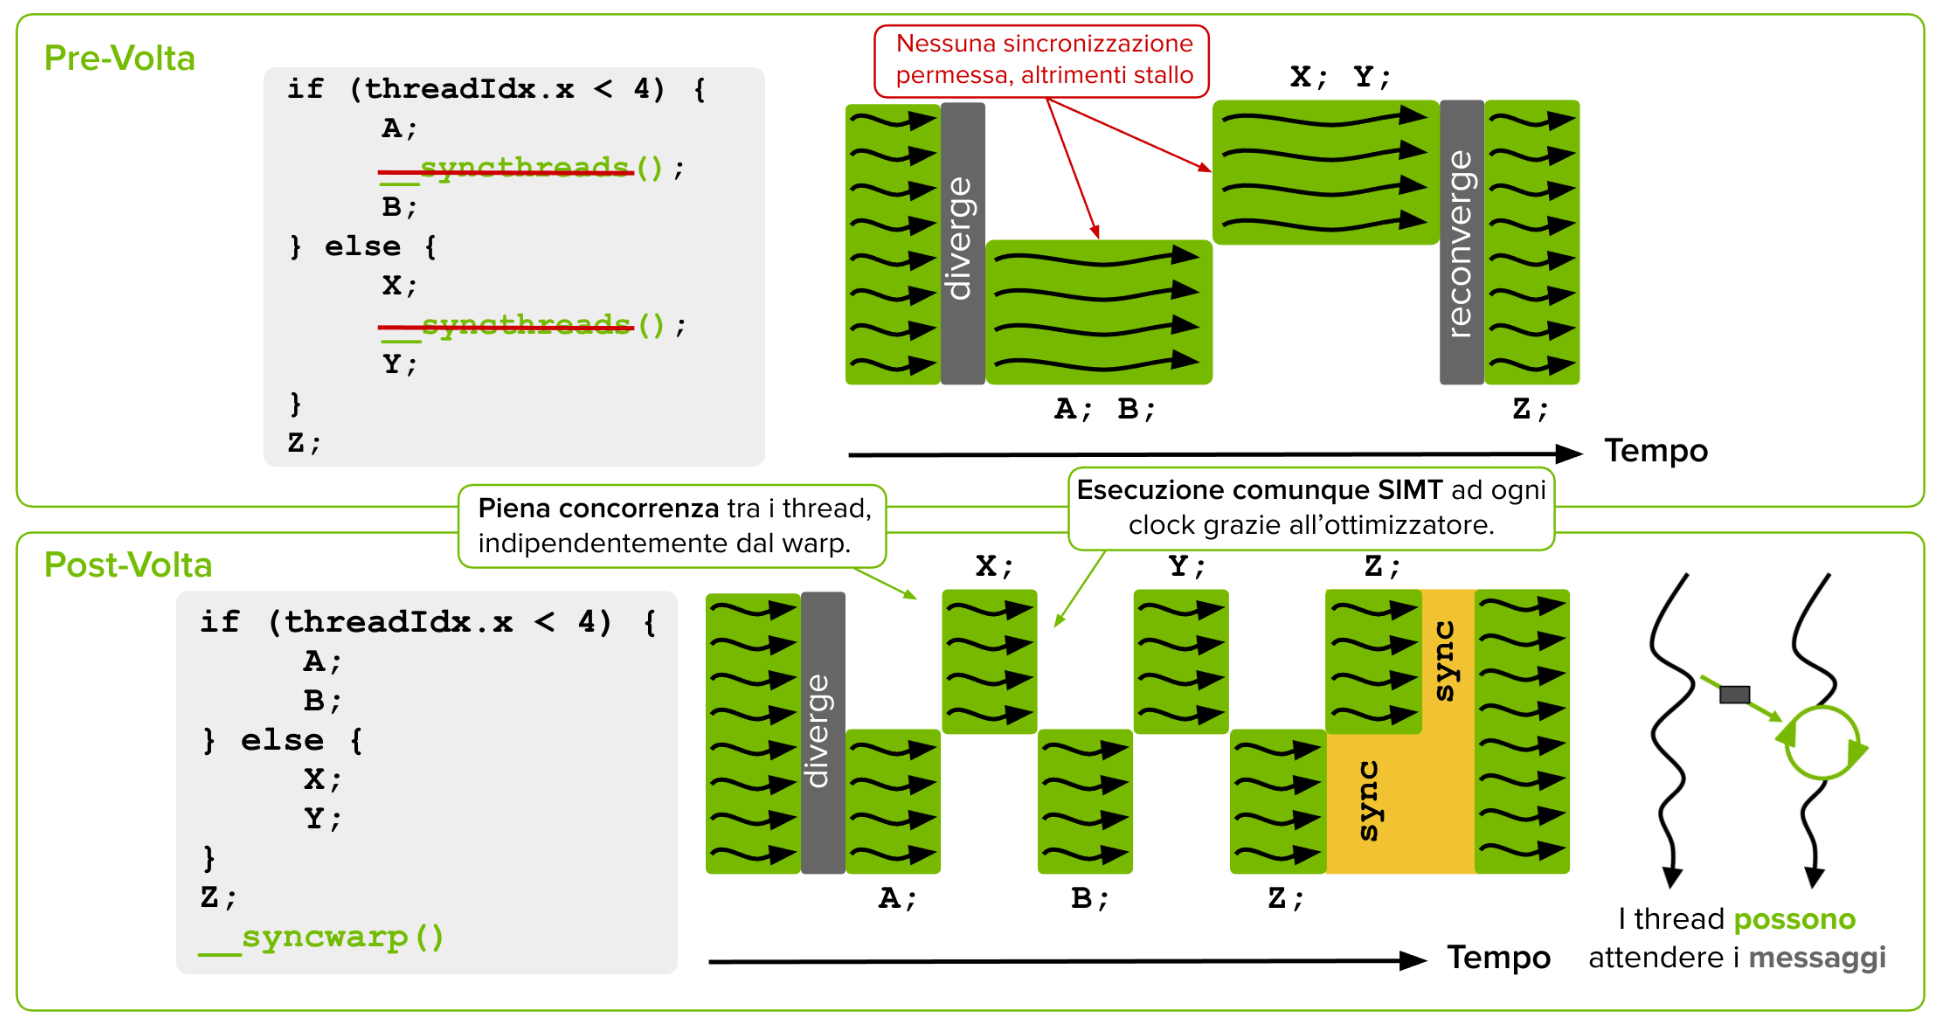 Pre-Volta
if (threadIdx.x < 4) {
A;
__syncthreads();
B;
} else {
X;
__syncthreads();
Y;
}
Z;
Nessuna sincronizzazione
permessa, altrimenti stallo
X; Y;
diverge
reconverge
A; B;
Z;
Tempo
Piena concorrenza tra i thread,
indipendentemente dal warp.
Esecuzione comunque SIMT ad ogni
clock grazie all'ottimizzatore.
Post-Volta
if (threadIdx.x < 4) {
A;
B;
} else {
X;
Y;
}
Z;
__syncwarp()
X;
Y;
Z;
diverge
sync
sync
A;
B;
Z;
Tempo
I thread possono
attendere i messaggi